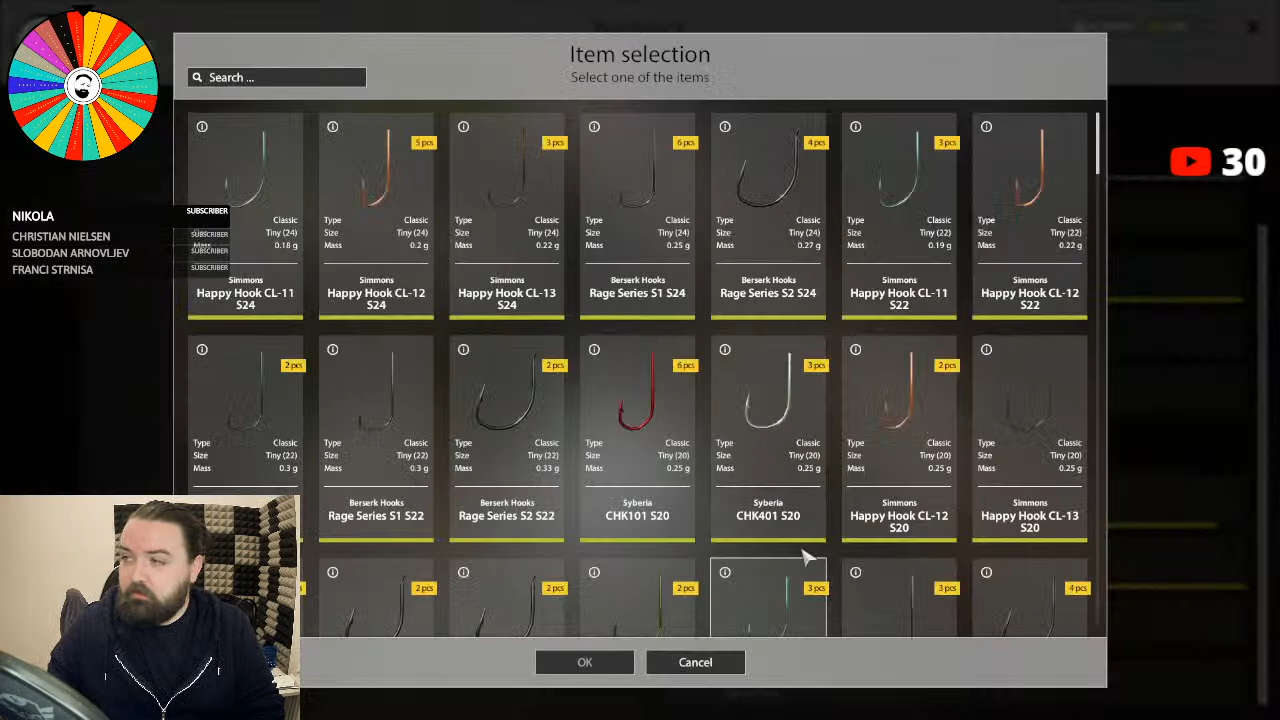 Item selection
Select one of the items
Search ...
30
NIKOLA
SUBSCRIBER
CHRISTIAN NIELSEN
SUBSCRIBER
SLOBODAN ARNOVLJEV
SUBSCRIBER
FRANCI STRNISA
SUBSCRIBER
Classic
Tiny (24)
Mass 0.18 g
Simmons
Happy Hook CL-11
S24
5 pcs
Type Classic
Size Tiny (24)
Mass 0.2 g
Simmons
Happy Hook CL-12
S24
3 pcs
Type Classic
Size Tiny (24)
Mass 0.22 g
Simmons
Happy Hook CL-13
S24
6 pcs
Type Classic
Size Tiny (24)
Mass 0.25 g
Berserk Hooks
Rage Series S1 S24
4 pcs
Type Classic
Size Tiny (24)
Mass 0.27 g
Berserk Hooks
Rage Series S2 S24
3 pcs
Type Classic
Size Tiny (22)
Mass 0.19 g
Simmons
Happy Hook CL-11
S22
Type Classic
Size Tiny (22)
Mass 0.22 g
Simmons
Happy Hook CL-12
S22
2 pcs
Type Classic
Size Tiny (22)
Mass 0.3 g
Type Classic
Size Tiny (22)
Mass 0.3 g
Berserk Hooks
Rage Series S1 S22
2 pcs
Type Classic
Size Tiny (22)
Mass 0.33 g
Berserk Hooks
Rage Series S2 S22
6 pcs
Type Classic
Size Tiny (20)
Mass 0.25 g
Syberia
CHK101 S20
3 pcs
Type Classic
Size Tiny (20)
Mass 0.25 g
Syberia
CHK401 S20
2 pcs
Type Classic
Size Tiny (20)
Mass 0.25 g
Simmons
Happy Hook CL-12
S20
Type Classic
Size Tiny (20)
Mass 0.25 g
Simmons
Happy Hook CL-13
S20
2 pcs
2 pcs
2 pcs
3 pcs
3 pcs
4 pcs
OK
Cancel